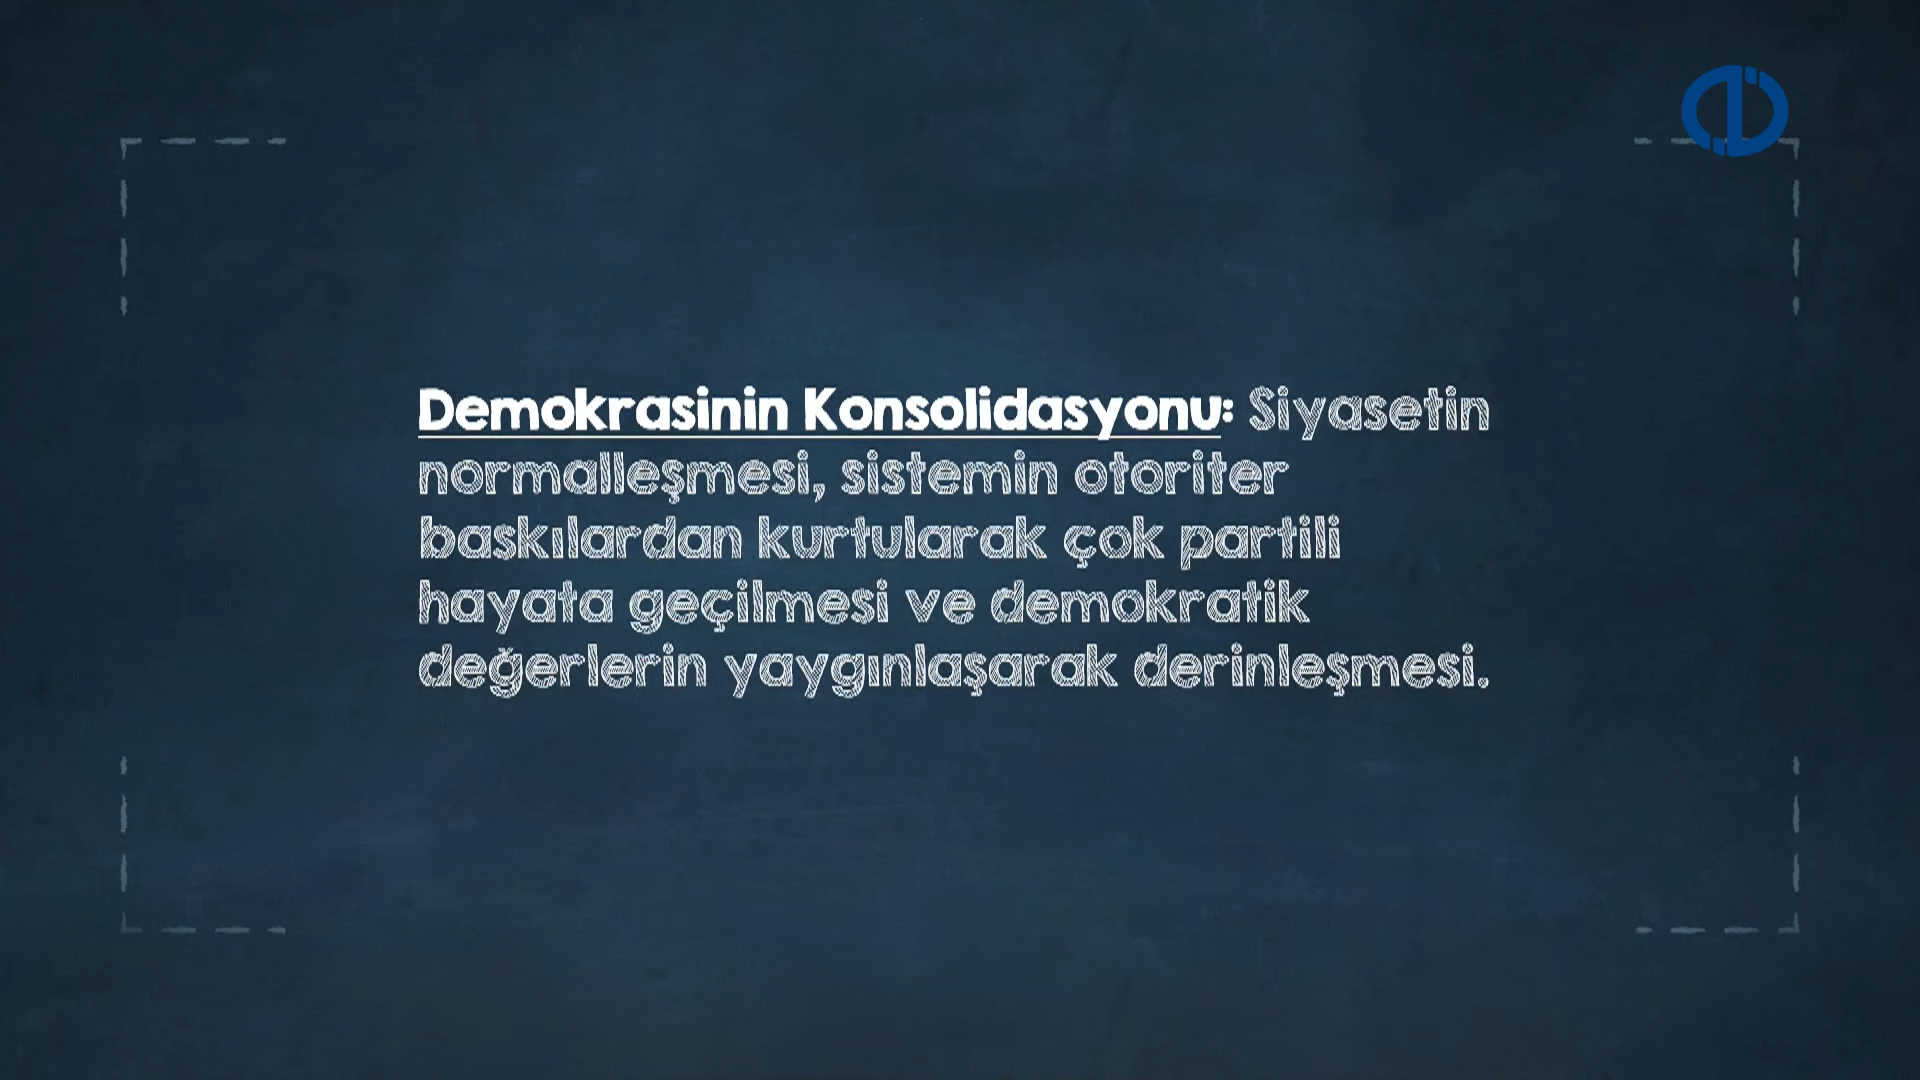 Demokrasinin Konsolidasyonu: Siyasetin
normalleşmesi, sistemin otoriter
baskılardan kurtularak çok partili
hayata geçilmesi ve demokratik
değerlerin yaygınlaşarak derinleşmesi.